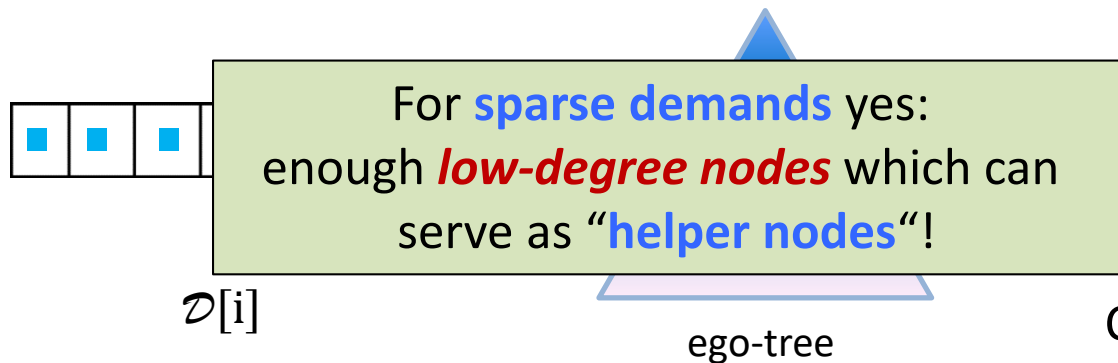 For sparse demands yes:
enough low-degree nodes which can
serve as “helper nodes“!
𝒟[i]
ego-tree